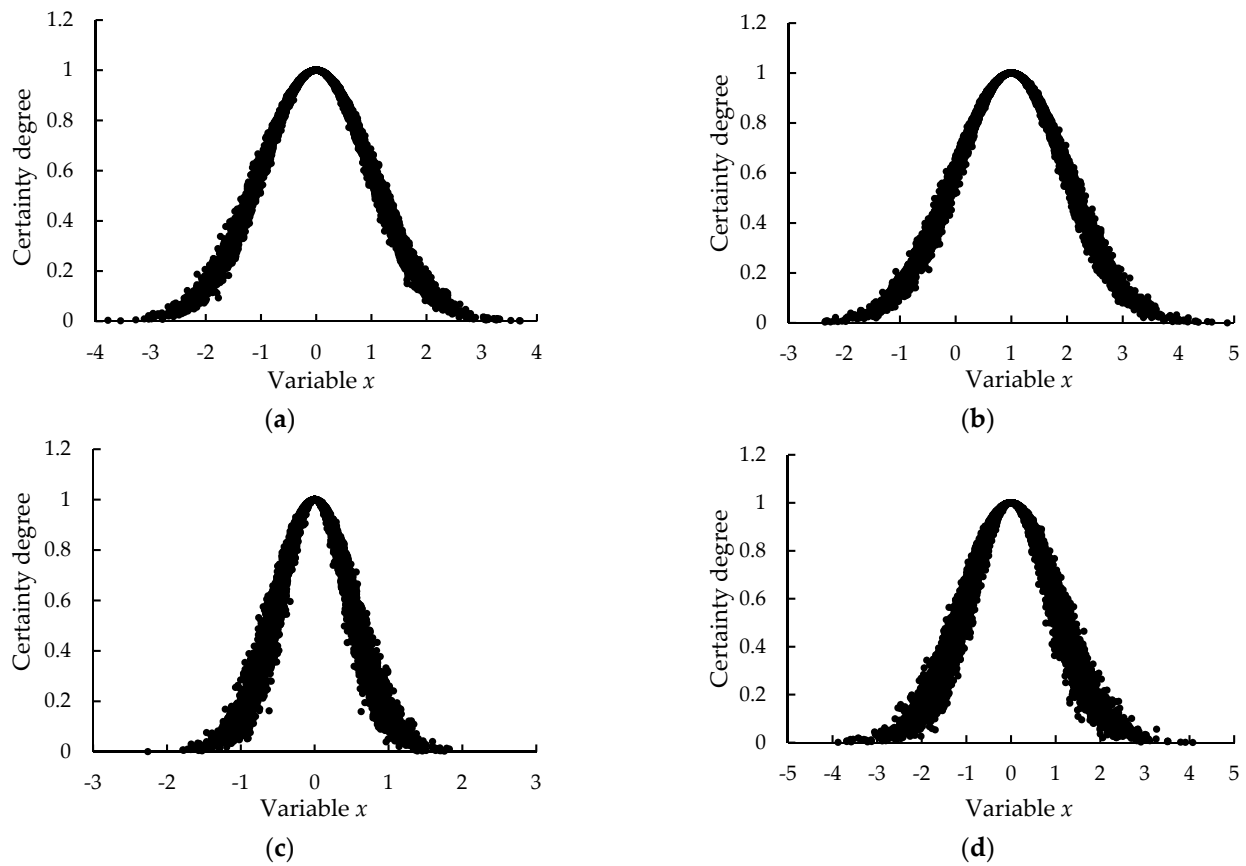 1.2
1
0.8
0.6
0.4
0.2
0
Certainty degree
-4 -3 -2 -1 0 1 2 3 4
Variable x
(a)
1.2
1
0.8
0.6
0.4
0.2
0
Certainty degree
-3 -2 -1 0 1 2 3 4 5
Variable x
(b)
1.2
1
0.8
0.6
0.4
0.2
0
Certainty degree
-3 -2 -1 0 1 2 3
Variable x
(c)
1.2
1
0.8
0.6
0.4
0.2
0
Certainty degree
-5 -4 -3 -2 -1 0 1 2 3 4 5
Variable x
(d)